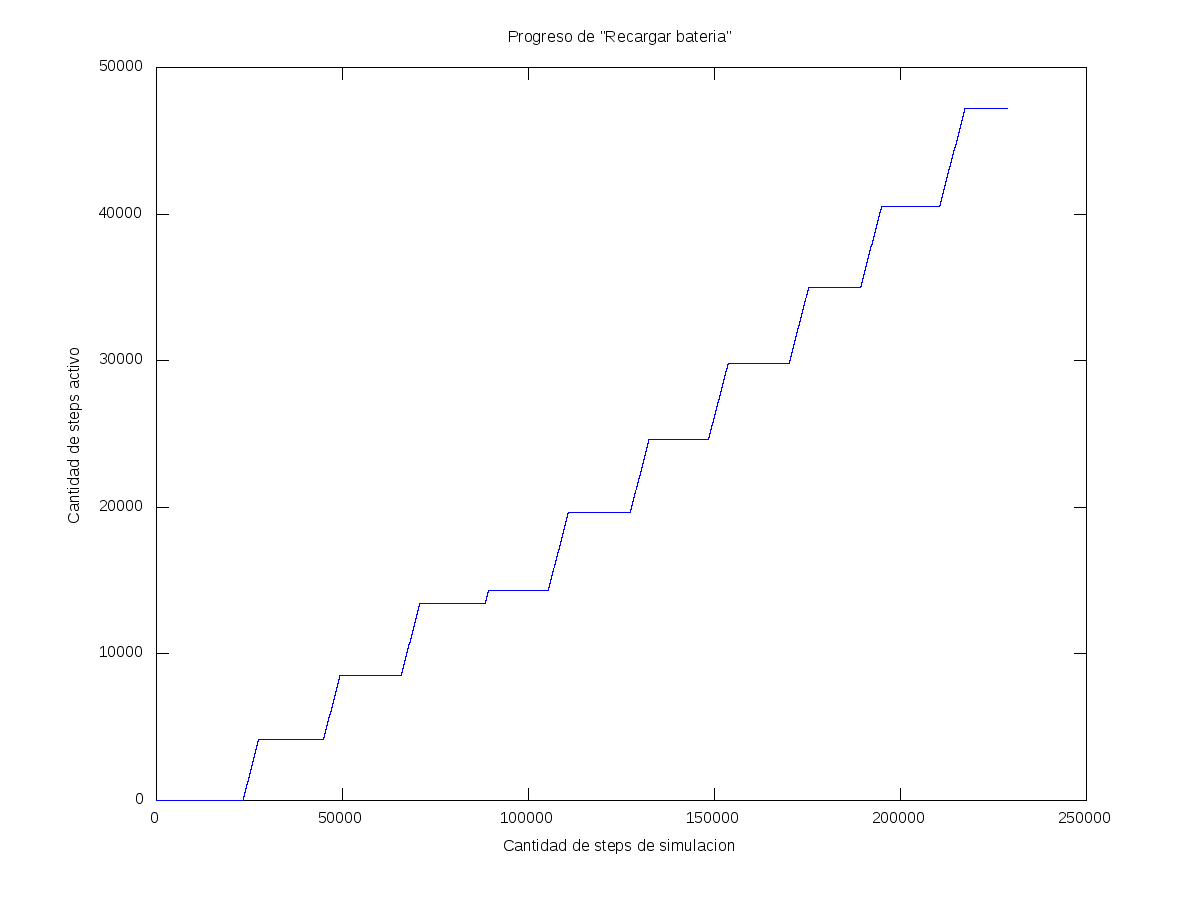 Progreso de "Recargar bateria"
50000
40000
30000
20000
10000
0
Cantidad de steps activo
0 50000 100000 150000 200000 250000
Cantidad de steps de simulacion